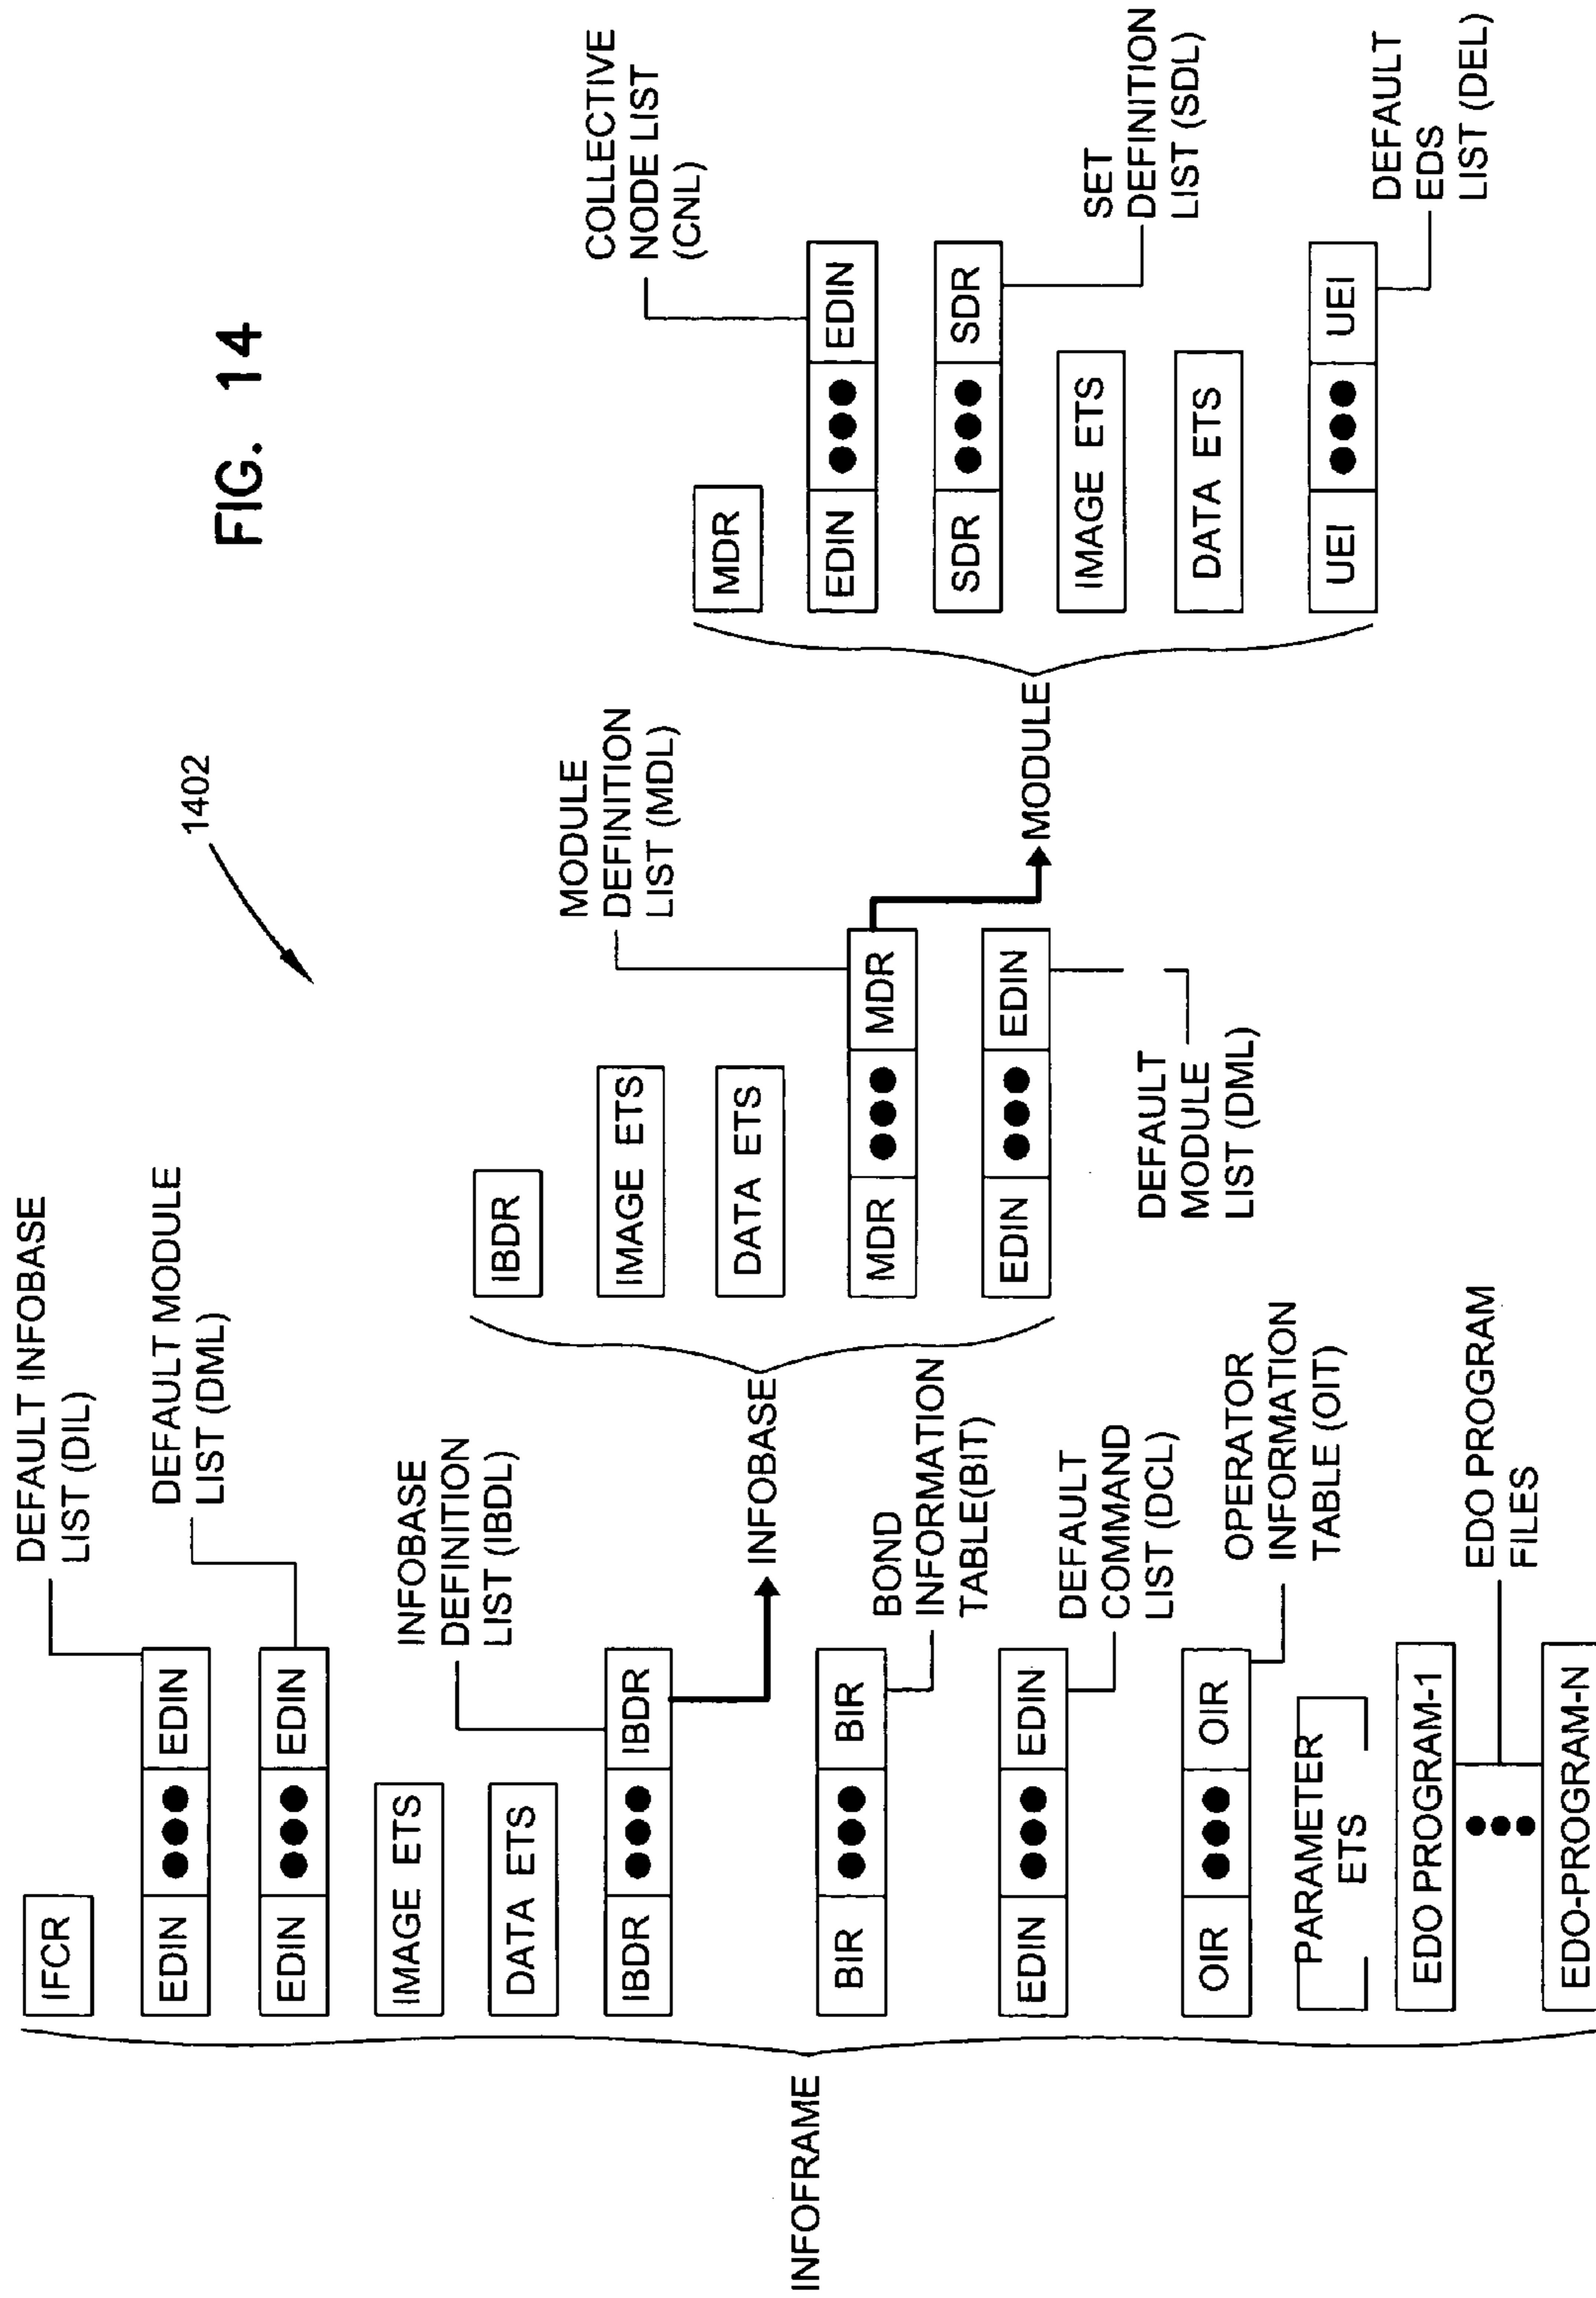 FIG. 14
1402
INFOFRAME
IFCR
DEFAULT INFOBASE
LIST (DIL)
EDIN ●●● EDIN
DEFAULT MODULE
LIST (DML)
EDIN ●●● EDIN
IMAGE ETS
DATA ETS
INFOBASE
DEFINITION
LIST (IBDL)
IBDR ●●● IBDR
BIR ●●● BIR
BOND
INFORMATION
TABLE(BIT)
EDIN ●●● EDIN
DEFAULT
COMMAND
LIST (DCL)
OIR ●●● OIR
OPERATOR
INFORMATION
TABLE (OIT)
PARAMETER
ETS
EDO PROGRAM-1
●●●
EDO-PROGRAM-N
EDO PROGRAM
FILES
INFOBASE
IBDR
IMAGE ETS
DATA ETS
MODULE
DEFINITION
LIST (MDL)
MDR ●●● MDR
EDIN ●●● EDIN
DEFAULT
MODULE
LIST (DML)
MODULE
MDR
COLLECTIVE
NODE LIST
(CNL)
EDIN ●●● EDIN
SDR ●●● SDR
SET
DEFINITION
LIST (SDL)
IMAGE ETS
DATA ETS
UEI ●●● UEI
DEFAULT
EDS
LIST (DEL)